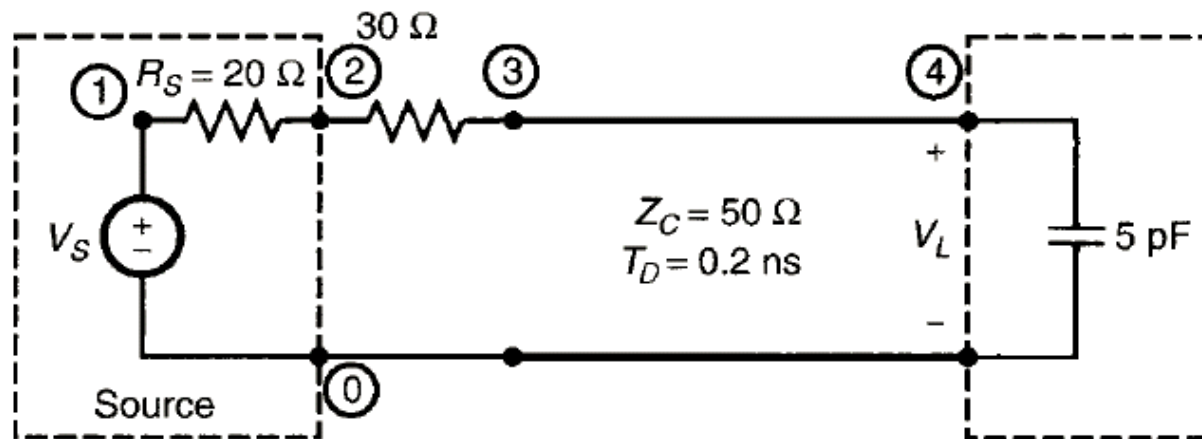 30 Ω
① R_S = 20 Ω ② ③ ④
+
V_S + −
Z_C = 50 Ω
T_D = 0.2 ns
V_L
5 pF
−
⓪
Source